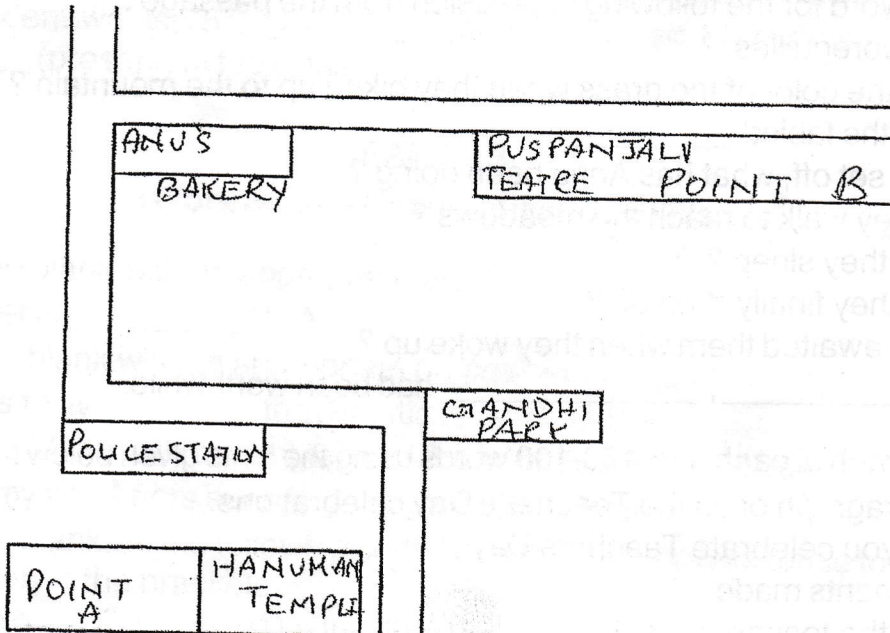 ANU'S
BAKERY
PUSPANJALI
TEATRE POINT B
GANDHI
PARK
POLICE STATION
POINT
A
HANUMAN
TEMPLE